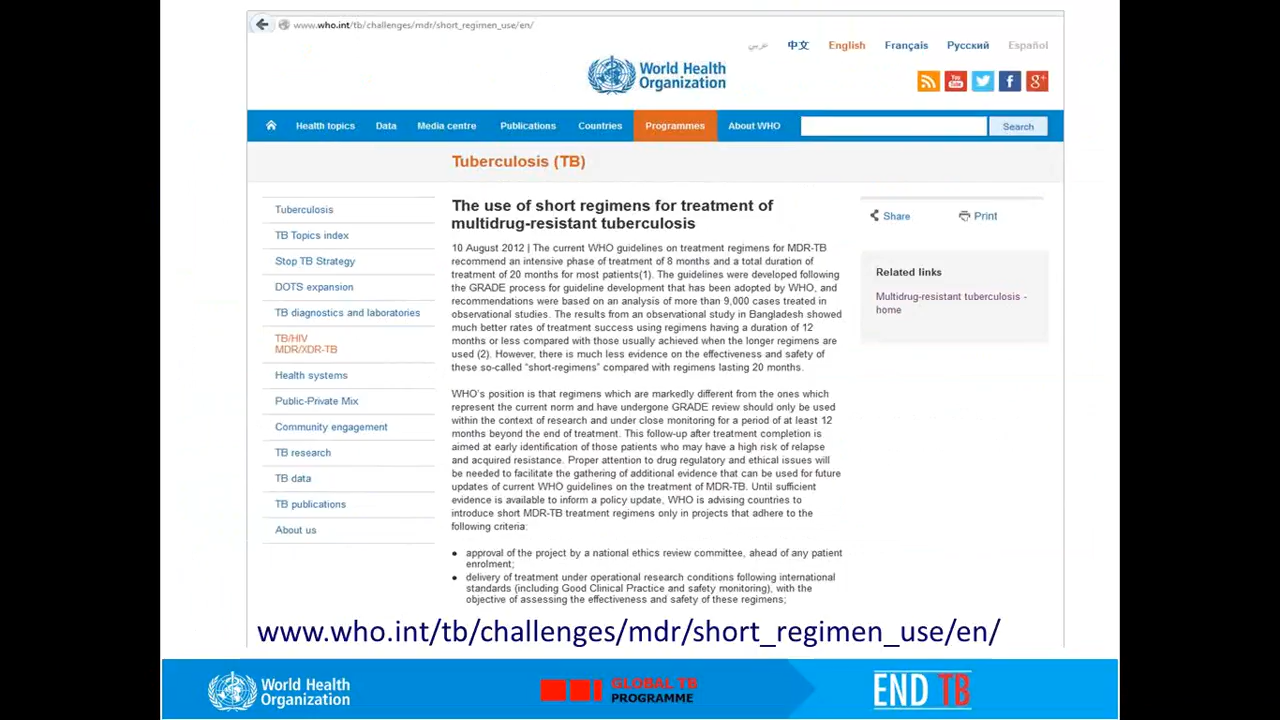 www.who.int/tb/challenges/mdr/short_regimen_use/en/
عربي 中文 English Français Русский Español
World Health
Organization
Health topics Data Media centre Publications Countries Programmes About WHO Search
Tuberculosis (TB)
Tuberculosis
TB Topics index
Stop TB Strategy
DOTS expansion
TB diagnostics and laboratories
TB/HIV
MDR/XDR-TB
Health systems
Public-Private Mix
Community engagement
TB research
TB data
TB publications
About us
The use of short regimens for treatment of
multidrug-resistant tuberculosis
10 August 2012 | The current WHO guidelines on treatment regimens for MDR-TB
recommend an intensive phase of treatment of 8 months and a total duration of
treatment of 20 months for most patients(1). The guidelines were developed following
the GRADE process for guideline development that has been adopted by WHO, and
recommendations were based on an analysis of more than 9,000 cases treated in
observational studies. The results from an observational study in Bangladesh showed
much better rates of treatment success using regimens having a duration of 12
months or less compared with those usually achieved when the longer regimens are
used (2). However, there is much less evidence on the effectiveness and safety of
these so-called “short-regimens” compared with regimens lasting 20 months.
WHO's position is that regimens which are markedly different from the ones which
represent the current norm and have undergone GRADE review should only be used
within the context of research and under close monitoring for a period of at least 12
months beyond the end of treatment. This follow-up after treatment completion is
aimed at early identification of those patients who may have a high risk of relapse
and acquired resistance. Proper attention to drug regulatory and ethical issues will
be needed to facilitate the gathering of additional evidence that can be used for future
updates of current WHO guidelines on the treatment of MDR-TB. Until sufficient
evidence is available to inform a policy update, WHO is advising countries to
introduce short MDR-TB treatment regimens only in projects that adhere to the
following criteria:
• approval of the project by a national ethics review committee, ahead of any patient
enrolment;
• delivery of treatment under operational research conditions following international
standards (including Good Clinical Practice and safety monitoring), with the
objective of assessing the effectiveness and safety of these regimens;
Share Print
Related links
Multidrug-resistant tuberculosis -
home
www.who.int/tb/challenges/mdr/short_regimen_use/en/
World Health
Organization
GLOBAL TB
PROGRAMME
END TB